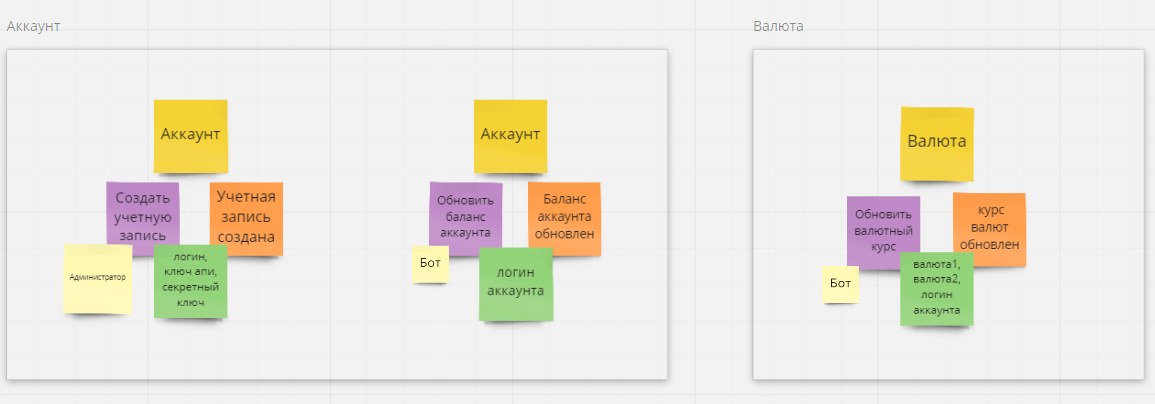 Аккаунт
Валюта
Аккаунт
Создать
учетную
запись
Учетная
запись
создана
Администратор
логин,
ключ апи,
секретный
ключ
Аккаунт
Обновить
баланс
аккаунта
Баланс
аккаунта
обновлен
Бот
логин
аккаунта
Валюта
Обновить
валютный
курс
курс
валют
обновлен
Бот
валюта1,
валюта2,
логин
аккаунта